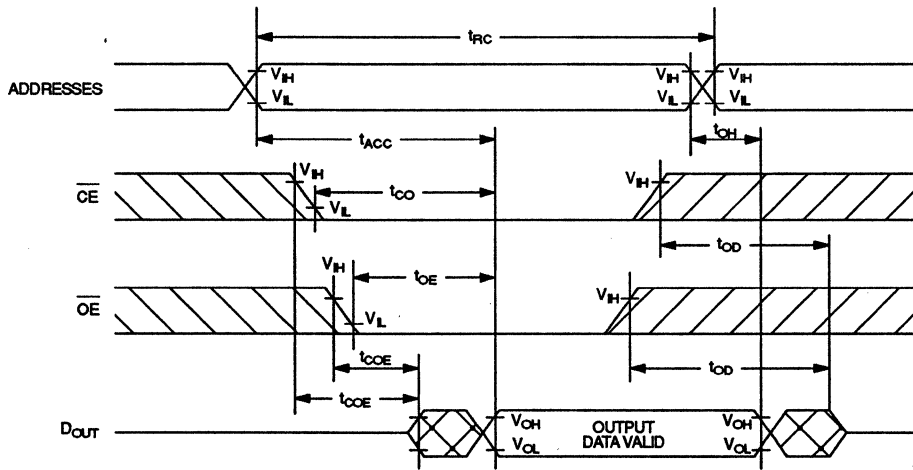 tRC
ADDRESSES
VIH
VIL
VIH
VIL
VIH
VIL
tACC
tOH
CE
VIH
VIL
tCO
VIH
tOD
OE
VIH
VIL
tOE
VIH
tOD
tCOE
tCOE
DOUT
VOH
VOL
OUTPUT
DATA VALID
VOH
VOL